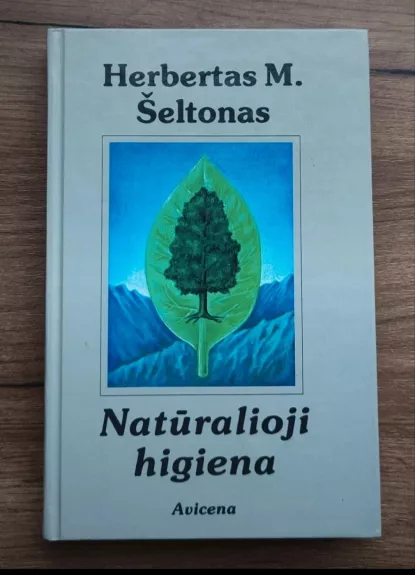 Herbertas M.
Šeltonas
Natūralioji
higiena
Avicena